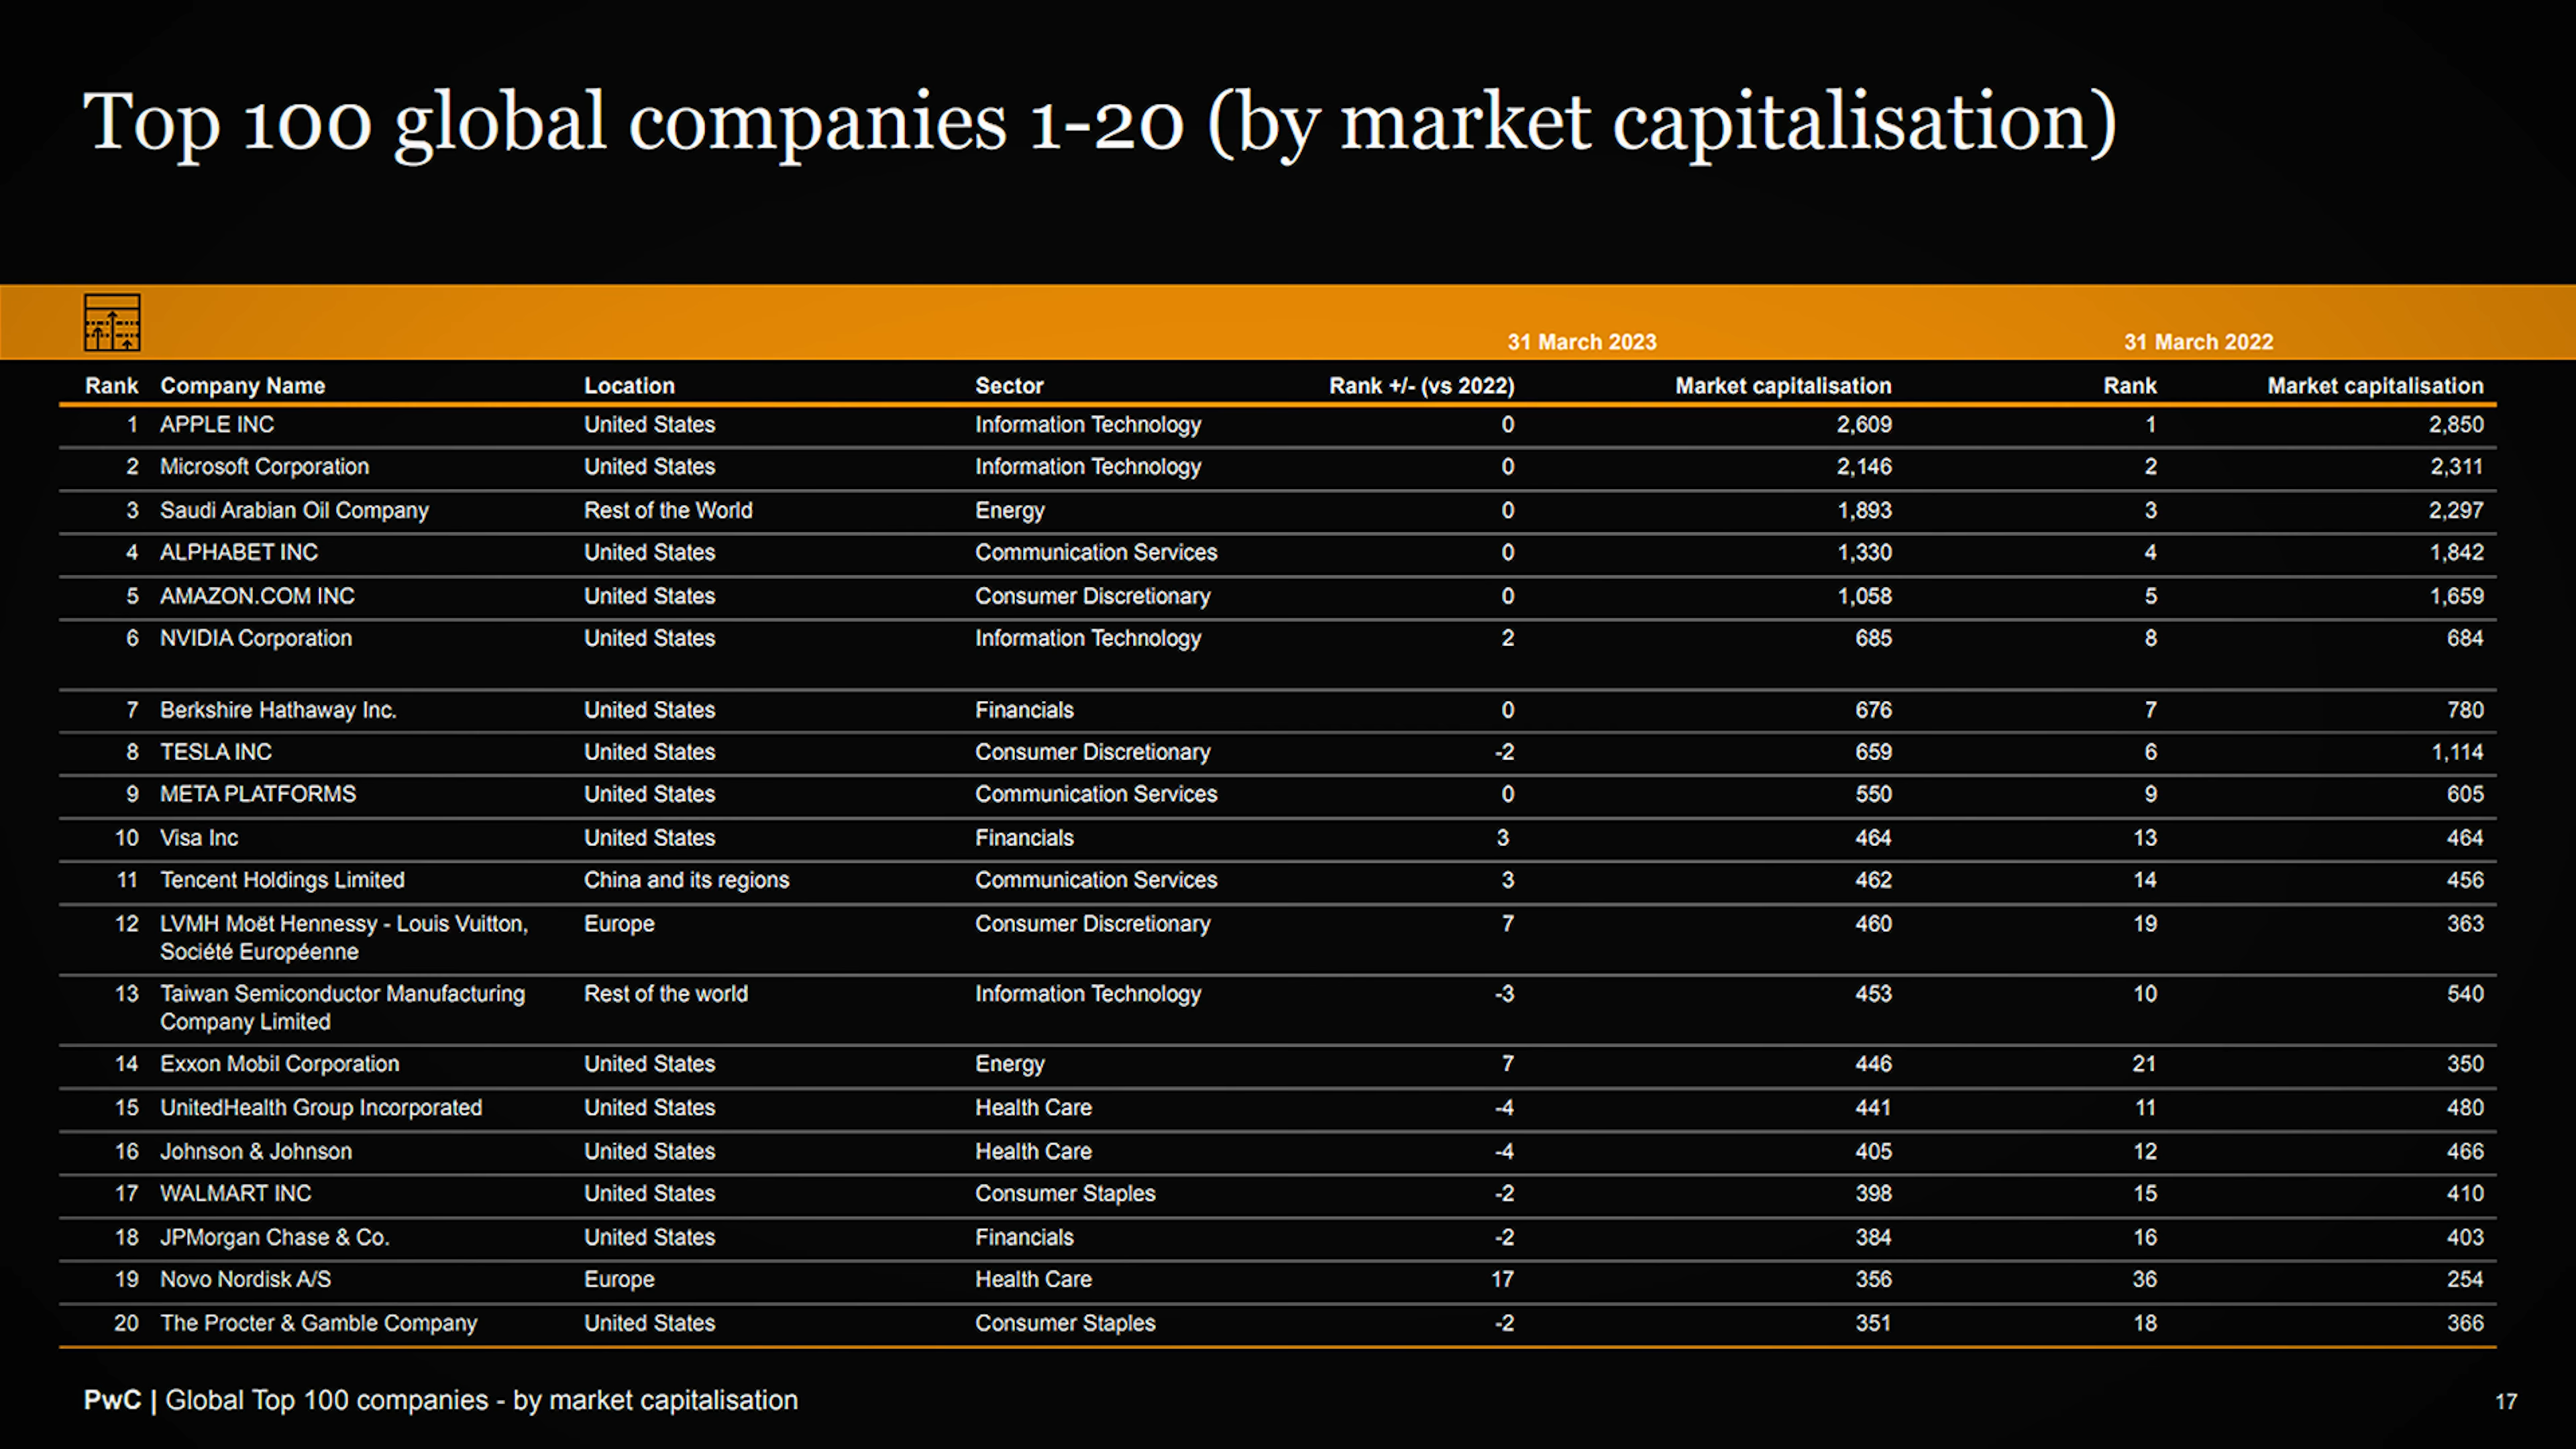 Top 100 global companies 1-20 (by market capitalisation)
31 March 2023 31 March 2022
Rank Company Name Location Sector Rank +/- (vs 2022) Market capitalisation Rank Market capitalisation
1 APPLE INC United States Information Technology 0 2,609 1 2,850
2 Microsoft Corporation United States Information Technology 0 2,146 2 2,311
3 Saudi Arabian Oil Company Rest of the World Energy 0 1,893 3 2,297
4 ALPHABET INC United States Communication Services 0 1,330 4 1,842
5 AMAZON.COM INC United States Consumer Discretionary 0 1,058 5 1,659
6 NVIDIA Corporation United States Information Technology 2 685 8 684
7 Berkshire Hathaway Inc. United States Financials 0 676 7 780
8 TESLA INC United States Consumer Discretionary -2 659 6 1,114
9 META PLATFORMS United States Communication Services 0 550 9 605
10 Visa Inc United States Financials 3 464 13 464
11 Tencent Holdings Limited China and its regions Communication Services 3 462 14 456
12 LVMH Moët Hennessy - Louis Vuitton, Europe Consumer Discretionary 7 460 19 363
Société Européenne
13 Taiwan Semiconductor Manufacturing Rest of the world Information Technology -3 453 10 540
Company Limited
14 Exxon Mobil Corporation United States Energy 7 446 21 350
15 UnitedHealth Group Incorporated United States Health Care -4 441 11 480
16 Johnson & Johnson United States Health Care -4 405 12 466
17 WALMART INC United States Consumer Staples -2 398 15 410
18 JPMorgan Chase & Co. United States Financials -2 384 16 403
19 Novo Nordisk A/S Europe Health Care 17 356 36 254
20 The Procter & Gamble Company United States Consumer Staples -2 351 18 366
PwC | Global Top 100 companies - by market capitalisation 17